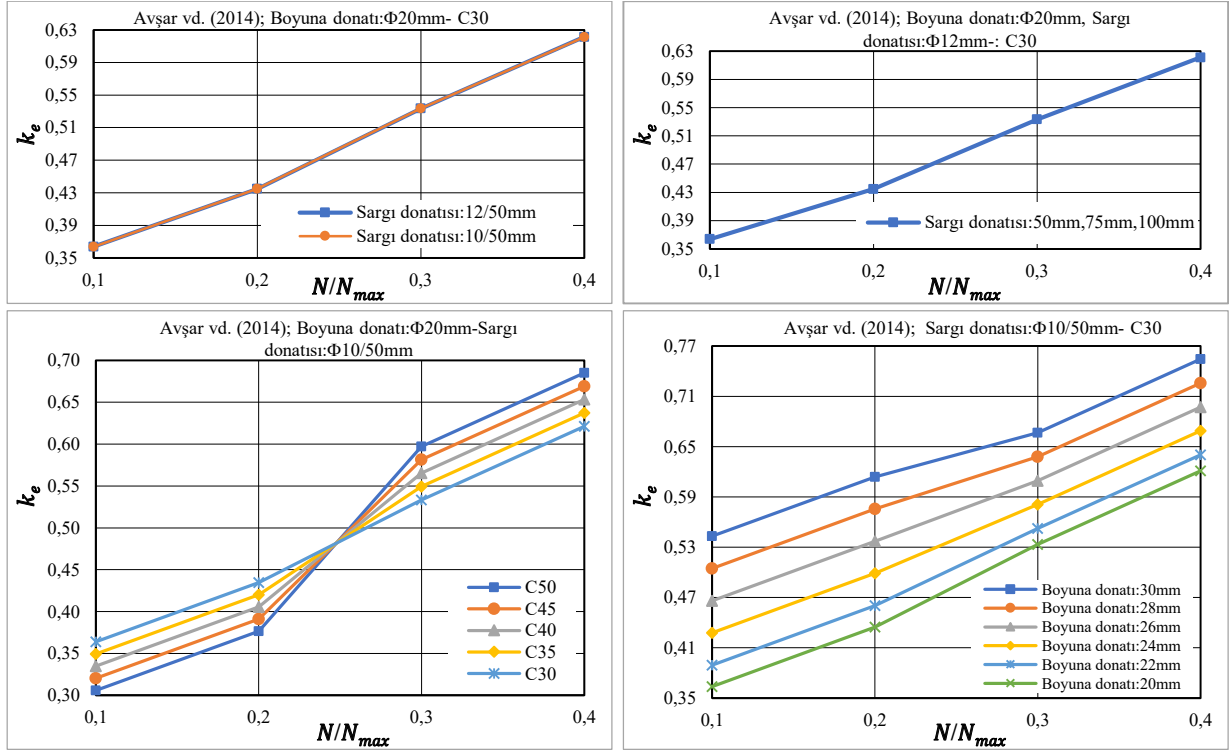 Avşar vd. (2014); Boyuna donatı:Φ20mm- C30
0,63
0,59
0,55
0,51
0,47
0,43
0,39
0,35
k_e
Sargı donatısı:12/50mm
Sargı donatısı:10/50mm
0,1 0,2 0,3 0,4
N/N_max
Avşar vd. (2014); Boyuna donatı:Φ20mm, Sargı
donatısı:Φ12mm-: C30
0,63
0,59
0,55
0,51
0,47
0,43
0,39
0,35
k_e
Sargı donatısı:50mm,75mm,100mm
0,1 0,2 0,3 0,4
N/N_max
Avşar vd. (2014); Boyuna donatı:Φ20mm-Sargı
donatısı:Φ10/50mm
0,70
0,65
0,60
0,55
0,50
0,45
0,40
0,35
0,30
k_e
C50
C45
C40
C35
C30
0,1 0,2 0,3 0,4
N/N_max
Avşar vd. (2014); Sargı donatısı:Φ10/50mm- C30
0,77
0,71
0,65
0,59
0,53
0,47
0,41
0,35
k_e
Boyuna donatı:30mm
Boyuna donatı:28mm
Boyuna donatı:26mm
Boyuna donatı:24mm
Boyuna donatı:22mm
Boyuna donatı:20mm
0,1 0,2 0,3 0,4
N/N_max